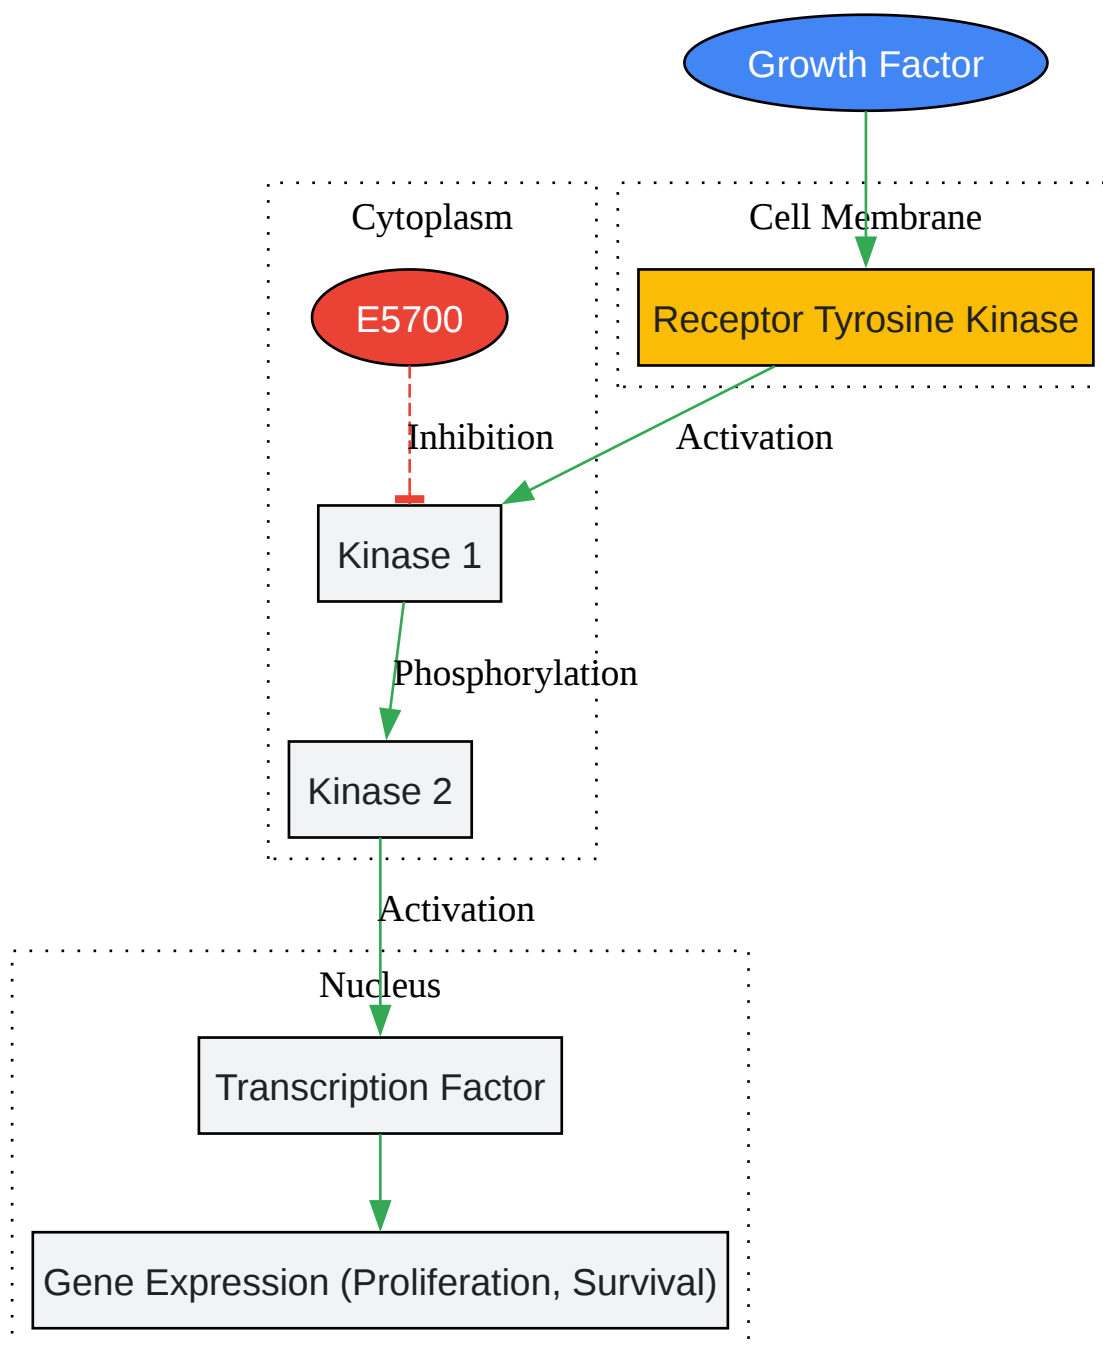 Growth Factor
Cytoplasm
Cell Membrane
E5700
Receptor Tyrosine Kinase
Inhibition
Activation
Kinase 1
Phosphorylation
Kinase 2
Activation
Nucleus
Transcription Factor
Gene Expression (Proliferation, Survival)